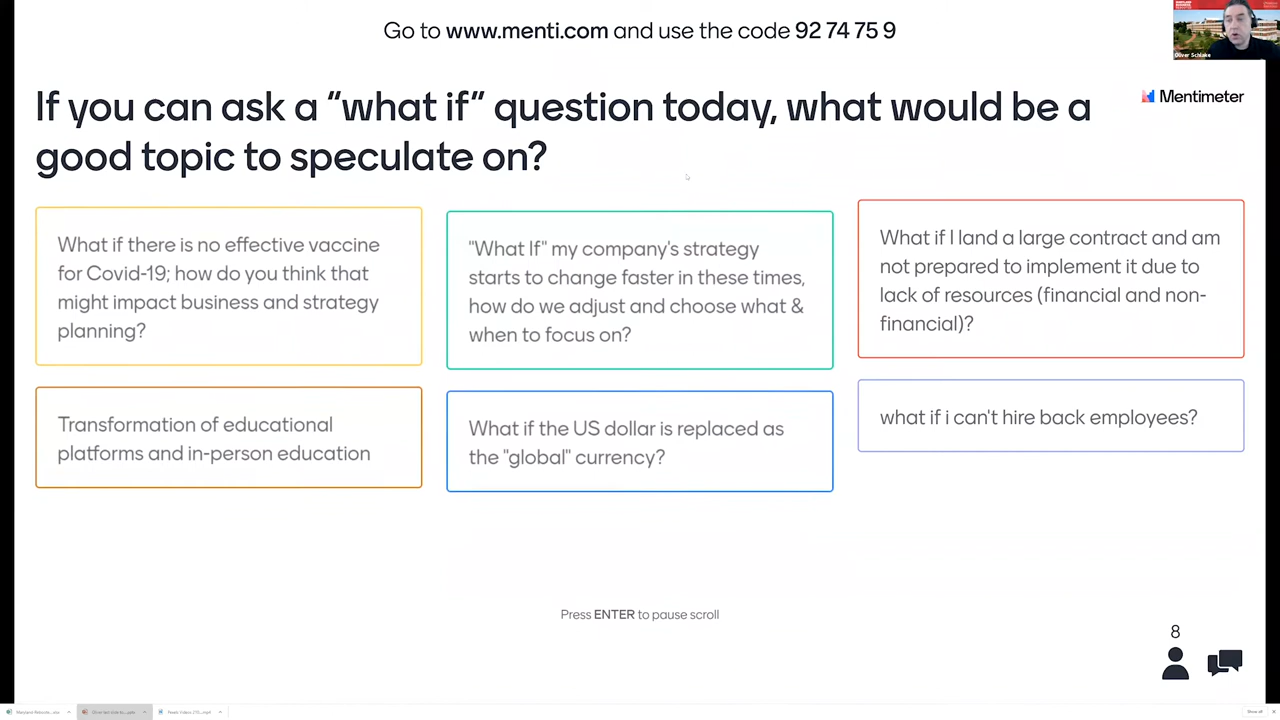 Go to www.menti.com and use the code 92 74 75 9
Oliver Schlake
If you can ask a “what if” question today, what would be a
good topic to speculate on?
Mentimeter
What if there is no effective vaccine
for Covid-19; how do you think that
might impact business and strategy
planning?
"What If" my company's strategy
starts to change faster in these times,
how do we adjust and choose what &
when to focus on?
What if I land a large contract and am
not prepared to implement it due to
lack of resources (financial and non-
financial)?
Transformation of educational
platforms and in-person education
What if the US dollar is replaced as
the "global" currency?
what if i can't hire back employees?
Press ENTER to pause scroll
8
Show all